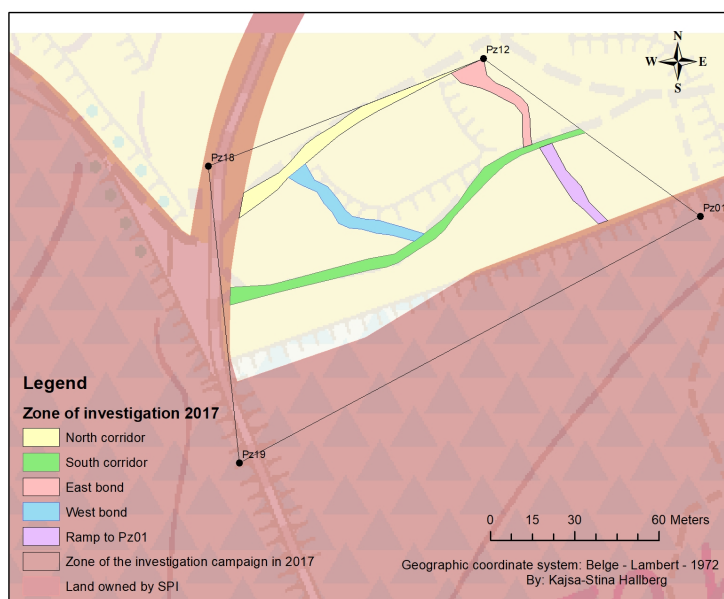 Pz12
N
W E
S
Pz18
Pz01
Legend
Zone of investigation 2017
North corridor
South corridor
East bond
West bond
Ramp to Pz01
Zone of the investigation campaign in 2017
Land owned by SPI
Pz19
0 15 30 60 Meters
Geographic coordinate system: Belge - Lambert - 1972
By: Kajsa-Stina Hallberg